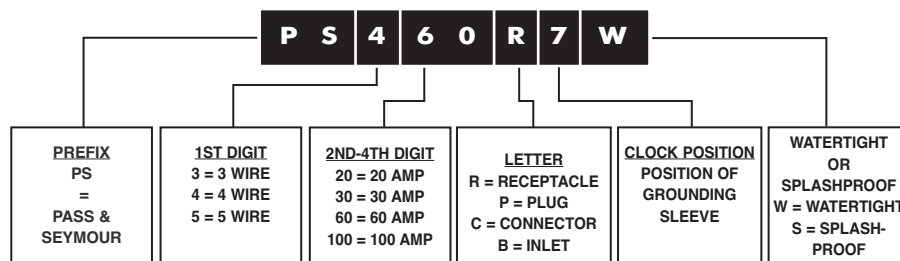 P S 4 6 0 R 7 W
PREFIX
PS
=
PASS &
SEYMOUR
1ST DIGIT
3 = 3 WIRE
4 = 4 WIRE
5 = 5 WIRE
2ND-4TH DIGIT
20 = 20 AMP
30 = 30 AMP
60 = 60 AMP
100 = 100 AMP
LETTER
R = RECEPTACLE
P = PLUG
C = CONNECTOR
B = INLET
CLOCK POSITION
POSITION OF
GROUNDING
SLEEVE
WATERTIGHT
OR
SPLASHPROOF
W = WATERTIGHT
S = SPLASH-
PROOF